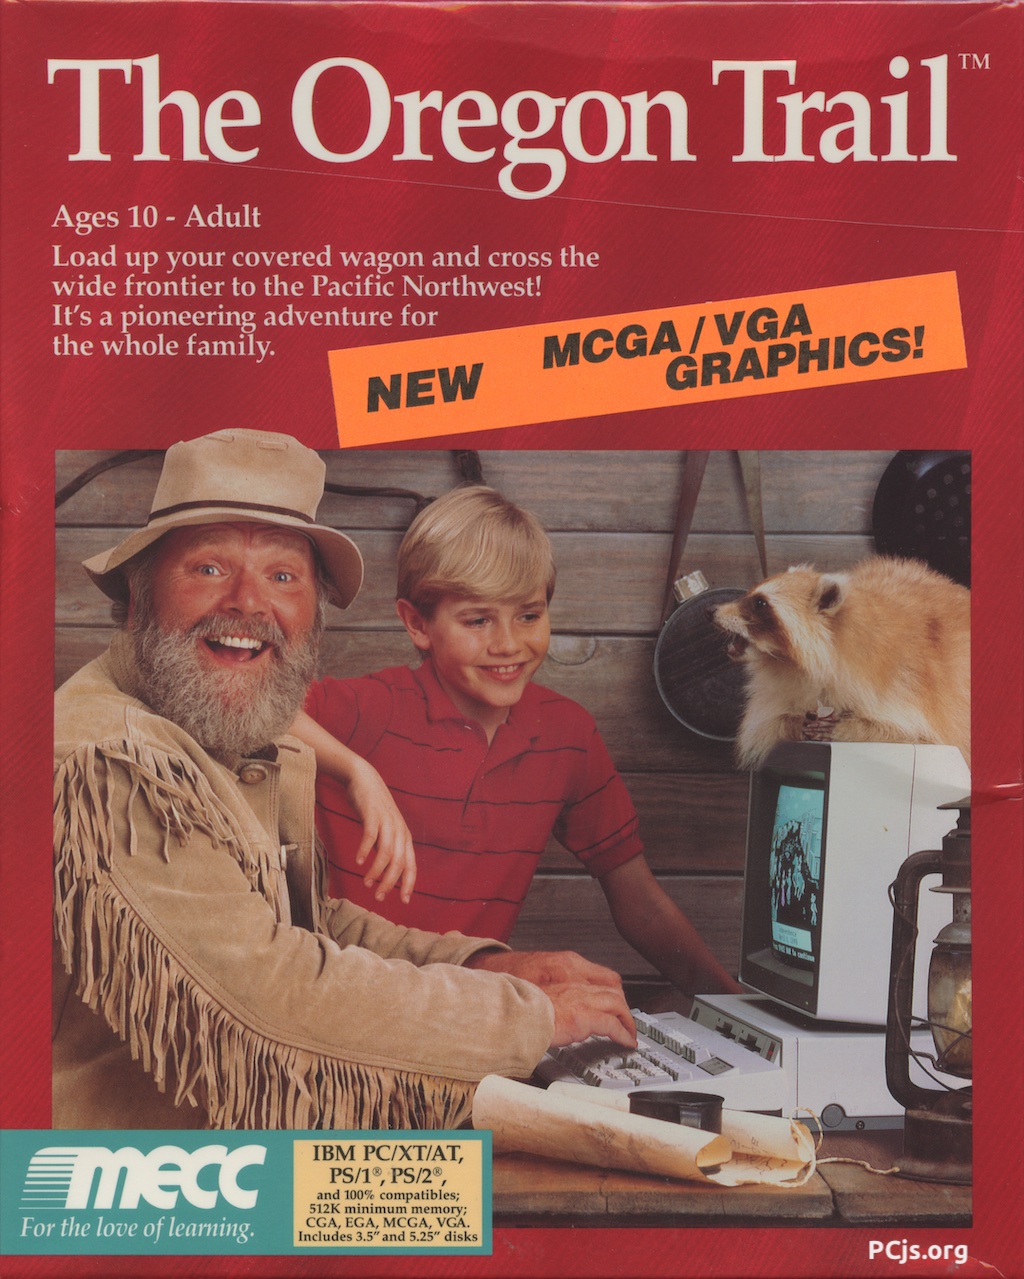 The Oregon Trail™
Ages 10 - Adult
Load up your covered wagon and cross the
wide frontier to the Pacific Northwest!
It's a pioneering adventure for
the whole family.
NEW MCGA/VGA
GRAPHICS!
mecc
For the love of learning.
IBM PC/XT/AT,
PS/1®, PS/2®,
and 100% compatibles;
512K minimum memory;
CGA, EGA, MCGA, VGA.
Includes 3.5" and 5.25" disks
PCjs.org